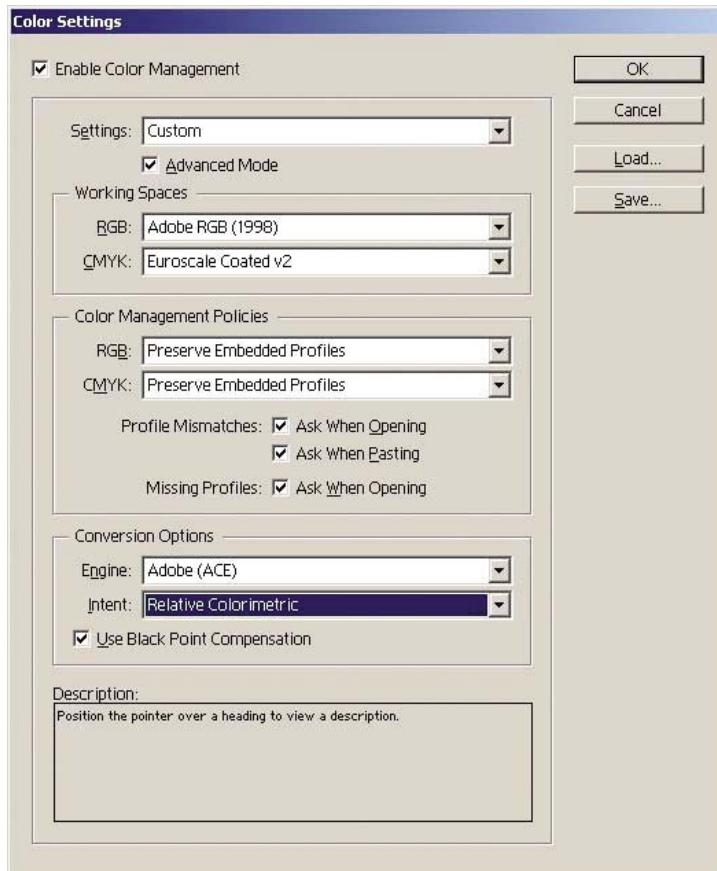 Color Settings
Enable Color Management
OK
Cancel
Load...
Save...
Settings: Custom
Advanced Mode
Working Spaces
RGB: Adobe RGB (1998)
CMYK: Euroscale Coated v2
Color Management Policies
RGB: Preserve Embedded Profiles
CMYK: Preserve Embedded Profiles
Profile Mismatches: Ask When Opening
Ask When Pasting
Missing Profiles: Ask When Opening
Conversion Options
Engine: Adobe (ACE)
Intent: Relative Colorimetric
Use Black Point Compensation
Description:
Position the pointer over a heading to view a description.